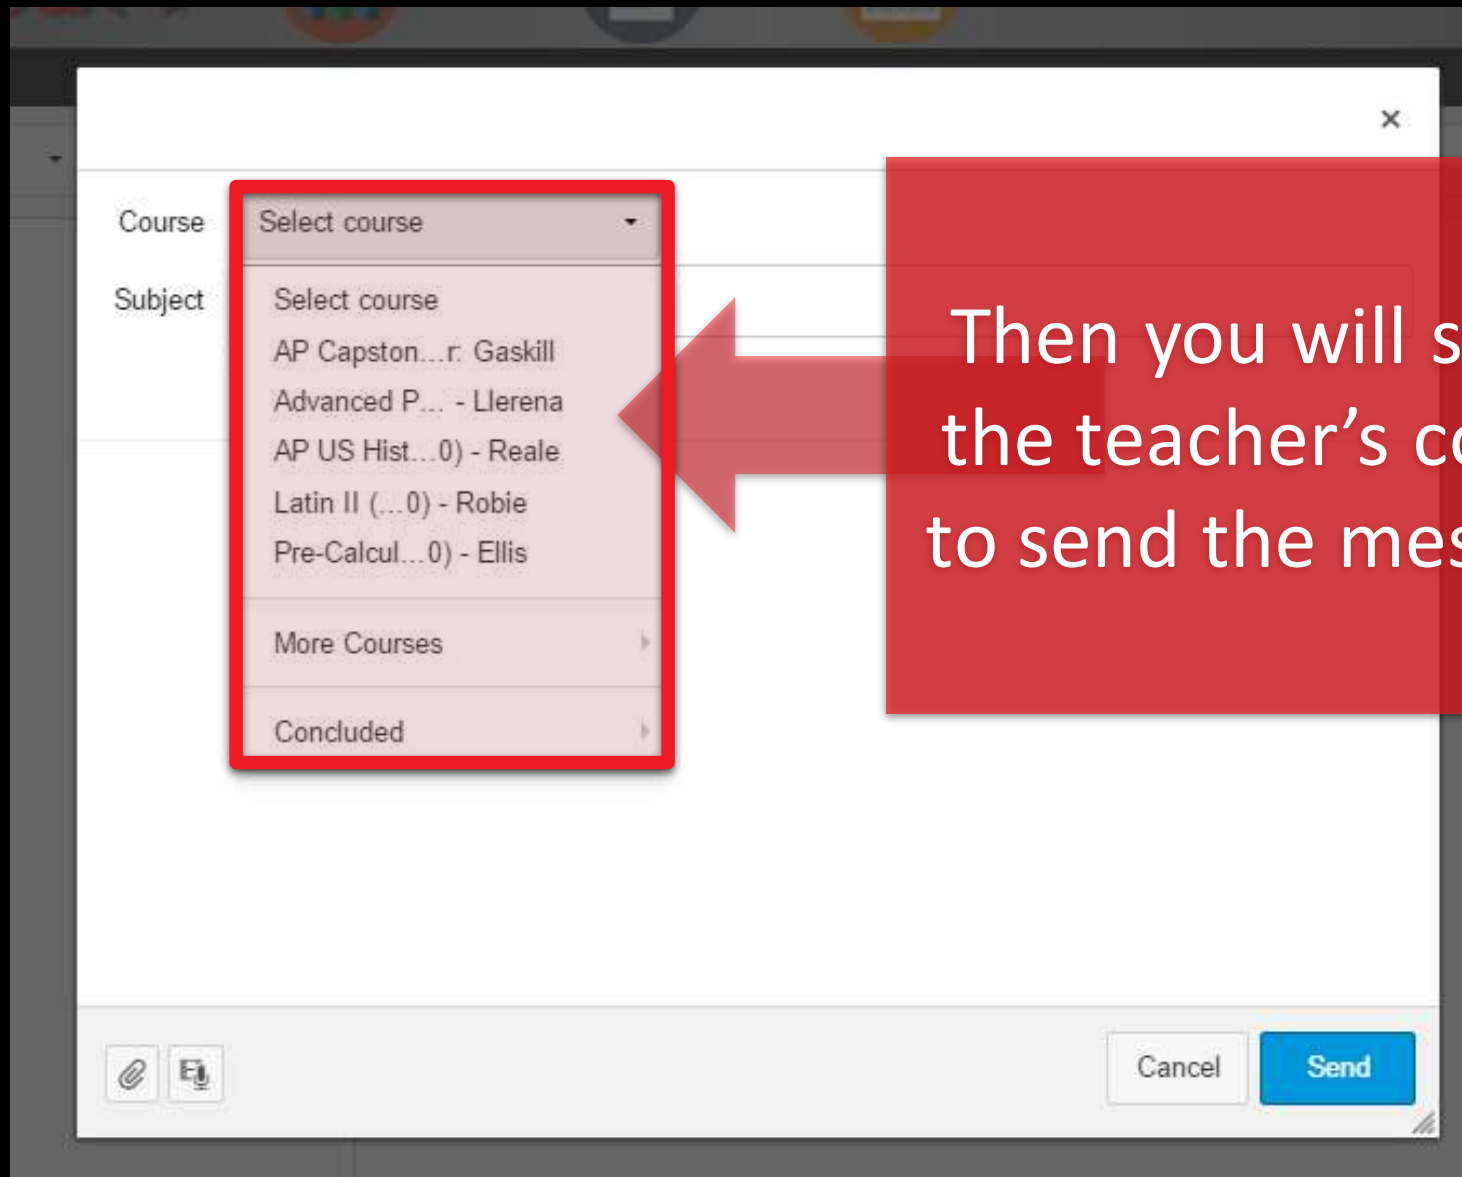 ×
Course Select course
Subject Select course
AP Capston...r: Gaskill
Advanced P... - Llerena
AP US Hist...0) - Reale
Latin II (...0) - Robie
Pre-Calcul...0) - Ellis
More Courses
Concluded
Then you will s
the teacher’s co
to send the mes
Cancel Send